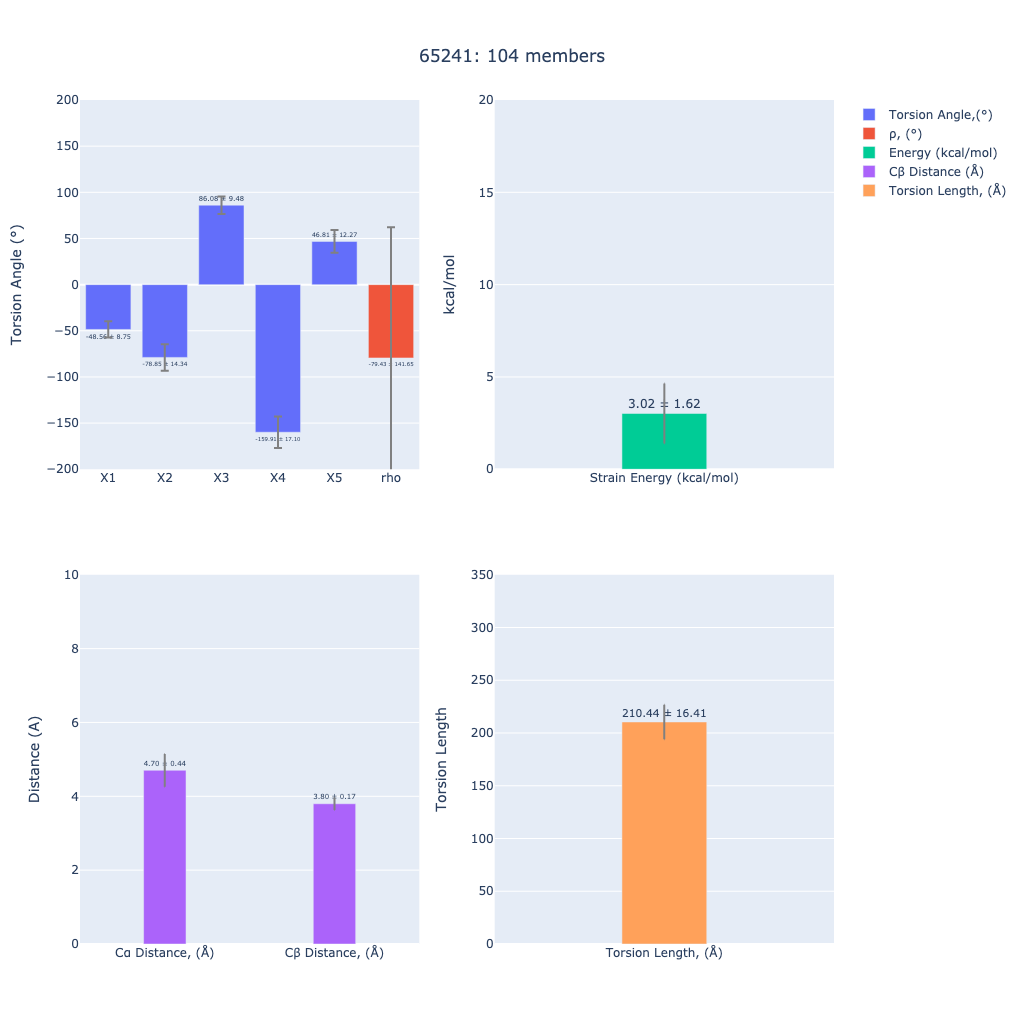 65241: 104 members
Torsion Angle (°)
200
150
100
50
0
−50
−100
−150
−200
86.08 ± 9.48
46.81 ± 12.27
-48.56 ± 8.75
-78.85 ± 14.34
-79.43 ± 141.65
-159.91 ± 17.10
X1 X2 X3 X4 X5 rho
kcal/mol
20
15
10
5
0
3.02 ± 1.62
Strain Energy (kcal/mol)
Torsion Angle,(°)
ρ, (°)
Energy (kcal/mol)
Cβ Distance (Å)
Torsion Length, (Å)
Distance (A)
10
8
6
4
2
0
4.70 ± 0.44
3.80 ± 0.17
Cα Distance, (Å) Cβ Distance, (Å)
Torsion Length
350
300
250
200
150
100
50
0
210.44 ± 16.41
Torsion Length, (Å)